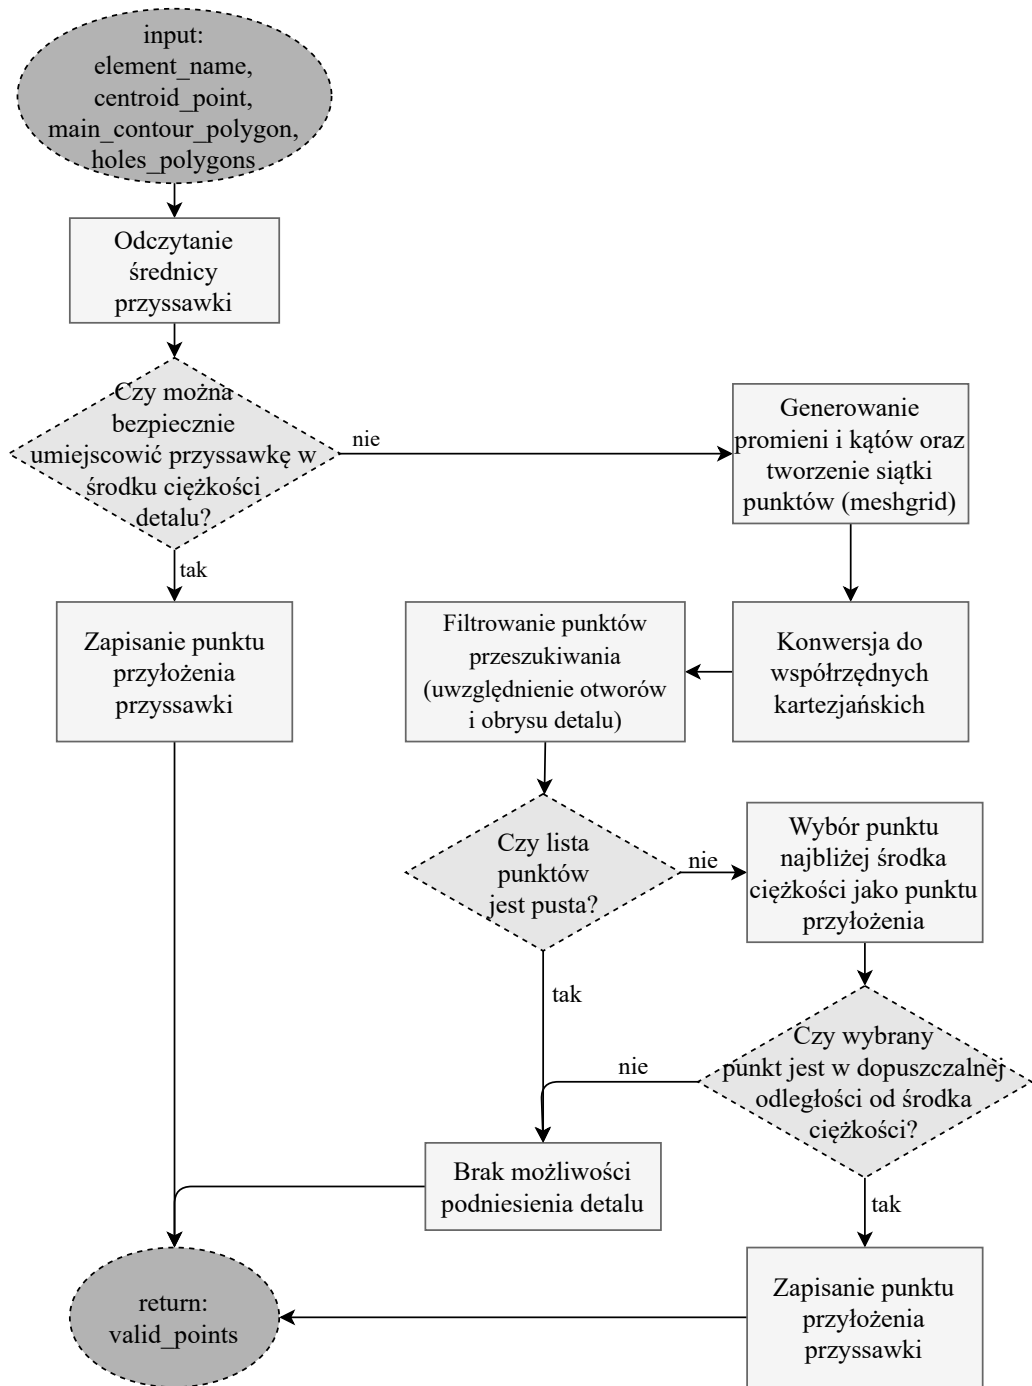 input:
element_name,
centroid_point,
main_contour_polygon,
holes_polygons
Odczytanie
średnicy
przyssawki
Czy można
bezpiecznie
umiejscowić przyssawkę w
środku ciężkości
detalu?
nie
tak
Generowanie
promieni i kątów oraz
tworzenie siątki
punktów (meshgrid)
Zapisanie punktu
przyłożenia
przyssawki
Filtrowanie punktów
przeszukiwania
(uwzględnienie otworów
i obrysu detalu)
Konwersja do
współrzędnych
kartezjańskich
Czy lista
punktów
jest pusta?
nie
tak
Wybór punktu
najbliżej środka
ciężkości jako punktu
przyłożenia
Czy wybrany
punkt jest w dopuszczalnej
odległości od środka
ciężkości?
nie
tak
Brak możliwości
podniesienia detalu
return:
valid_points
Zapisanie punktu
przyłożenia
przyssawki